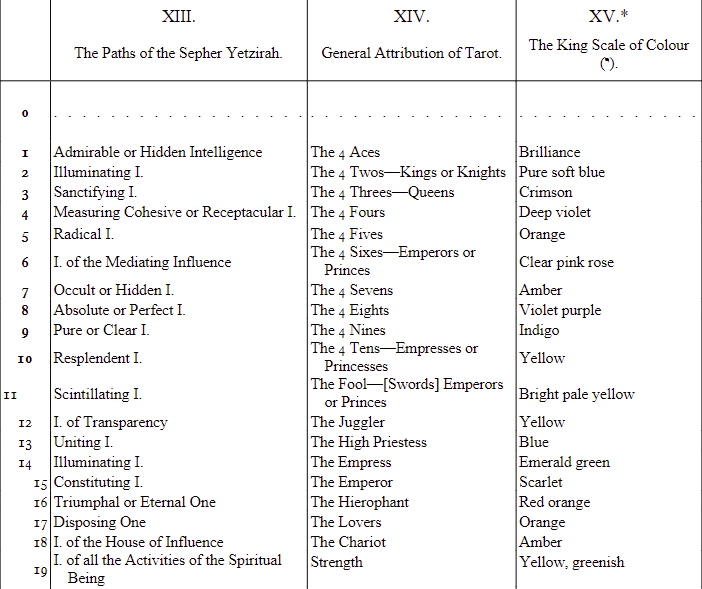 XIII. XIV. XV.*
The Paths of the Sepher Yetzirah. General Attribution of Tarot. The King Scale of Colour
(י).
0 . . . . . . . . . . . . . . . . . . . . . . . . . . . . . . . . . . . . . . . . . . . .
1 Admirable or Hidden Intelligence The 4 Aces Brilliance
2 Illuminating I. The 4 Twos—Kings or Knights Pure soft blue
3 Sanctifying I. The 4 Threes—Queens Crimson
4 Measuring Cohesive or Receptacular I. The 4 Fours Deep violet
5 Radical I. The 4 Fives Orange
6 I. of the Mediating Influence The 4 Sixes—Emperors or
Princes Clear pink rose
7 Occult or Hidden I. The 4 Sevens Amber
8 Absolute or Perfect I. The 4 Eights Violet purple
9 Pure or Clear I. The 4 Nines Indigo
10 Resplendent I. The 4 Tens—Empresses or
Princesses Yellow
11 Scintillating I. The Fool—[Swords] Emperors
or Princes Bright pale yellow
12 I. of Transparency The Juggler Yellow
13 Uniting I. The High Priestess Blue
14 Illuminating I. The Empress Emerald green
15 Constituting I. The Emperor Scarlet
16 Triumphal or Eternal One The Hierophant Red orange
17 Disposing One The Lovers Orange
18 I. of the House of Influence The Chariot Amber
19 I. of all the Activities of the Spiritual
Being Strength Yellow, greenish